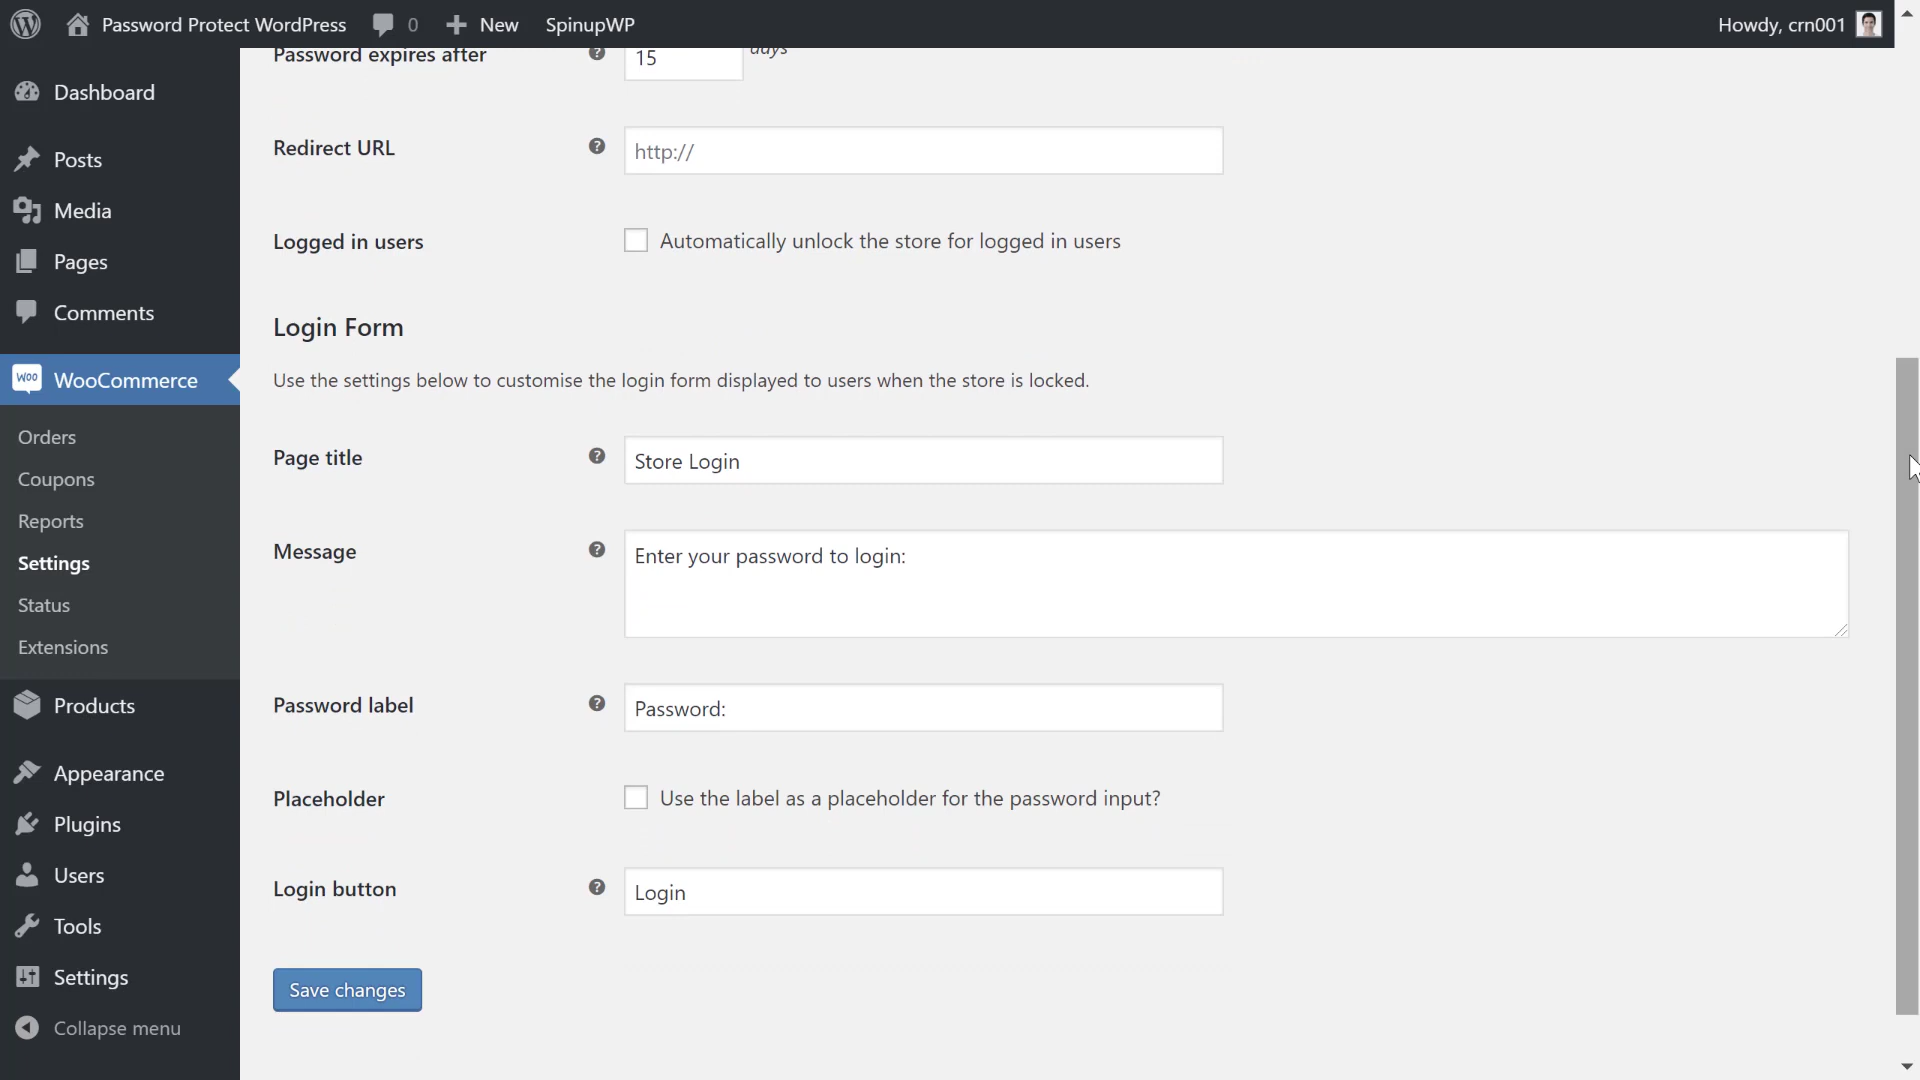 Password Protect WordPress
0
New
SpinupWP
Howdy, crn001
Dashboard
Posts
Media
Pages
Comments
Woo
WooCommerce
Orders
Coupons
Reports
Settings
Status
Extensions
Products
Appearance
Plugins
Users
Tools
Settings
Collapse menu
Password expires after
15
days
Redirect URL
http://
Logged in users
Automatically unlock the store for logged in users
Login Form
Use the settings below to customise the login form displayed to users when the store is locked.
Page title
Store Login
Message
Enter your password to login:
Password label
Password:
Placeholder
Use the label as a placeholder for the password input?
Login button
Login
Save changes